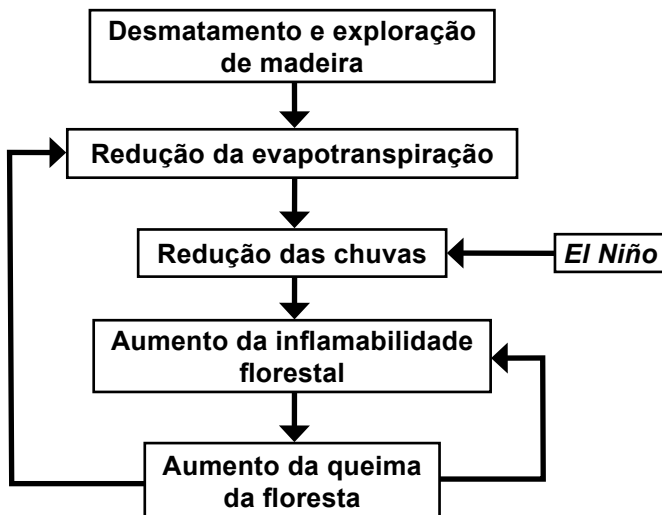 Desmatamento e exploração
de madeira
Redução da evapotranspiração
Redução das chuvas
El Niño
Aumento da inflamabilidade
florestal
Aumento da queima
da floresta